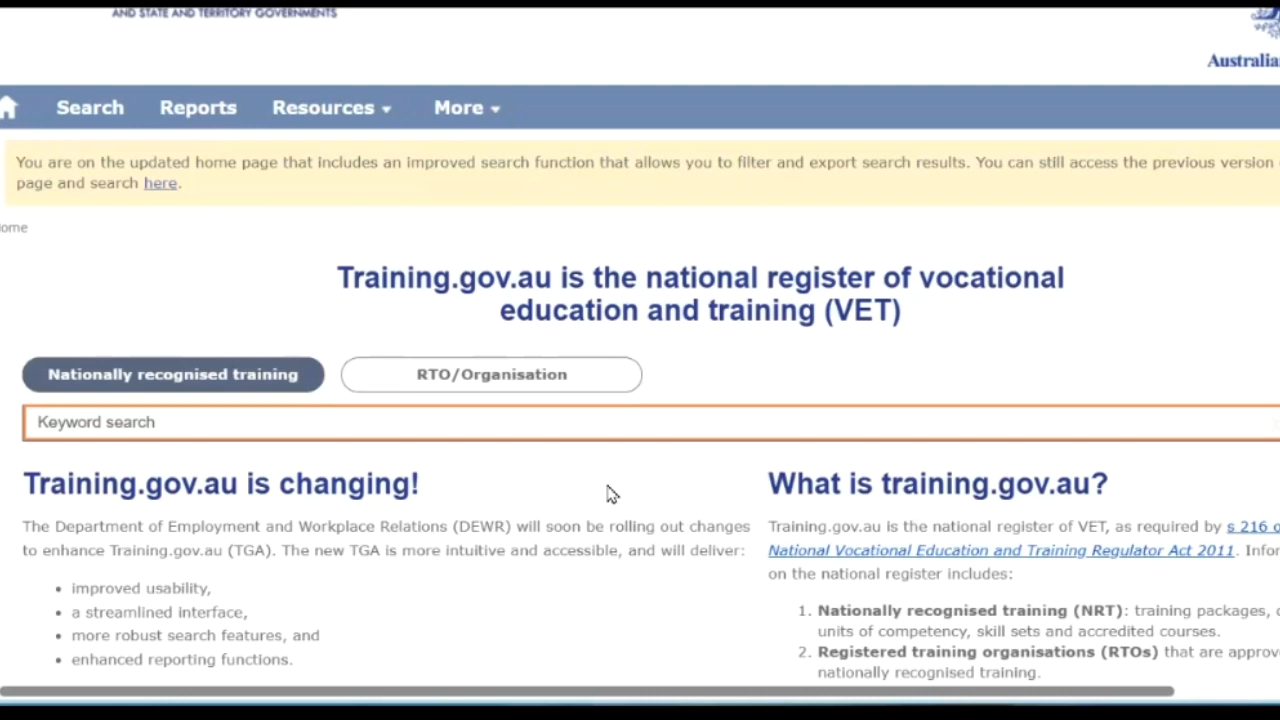 AND STATE AND TERRITORY GOVERNMENTS
Australia
Search Reports Resources More
You are on the updated home page that includes an improved search function that allows you to filter and export search results. You can still access the previous version
page and search here.
ome
Training.gov.au is the national register of vocational
education and training (VET)
Nationally recognised training RTO/Organisation
Keyword search
Training.gov.au is changing!
The Department of Employment and Workplace Relations (DEWR) will soon be rolling out changes
to enhance Training.gov.au (TGA). The new TGA is more intuitive and accessible, and will deliver:
• improved usability,
• a streamlined interface,
• more robust search features, and
• enhanced reporting functions.
What is training.gov.au?
Training.gov.au is the national register of VET, as required by s 216 o
National Vocational Education and Training Regulator Act 2011. Infor
on the national register includes:
1. Nationally recognised training (NRT): training packages,
units of competency, skill sets and accredited courses.
2. Registered training organisations (RTOs) that are approv
nationally recognised training.